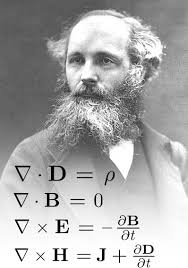 ∇ · D = ρ
∇ · B = 0
∇ × E = −∂B/∂t
∇ × H = J + ∂D/∂t